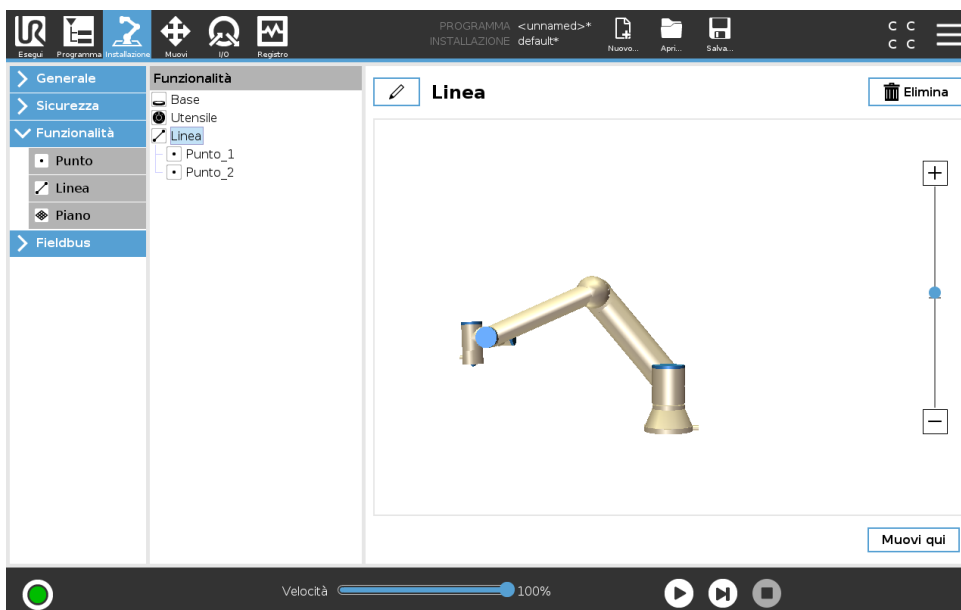 UR
Esegui
Programma
Installazione
Muovi
I/O
Registro
PROGRAMMA <unnamed>*
INSTALLAZIONE default*
Nuovo...
Apri...
Salva...
C C
C C
Generale
Sicurezza
Funzionalità
Punto
Linea
Piano
Fieldbus
Funzionalità
Base
Utensile
Linea
Punto_1
Punto_2
Linea
Elimina
Muovi qui
Velocità
100%